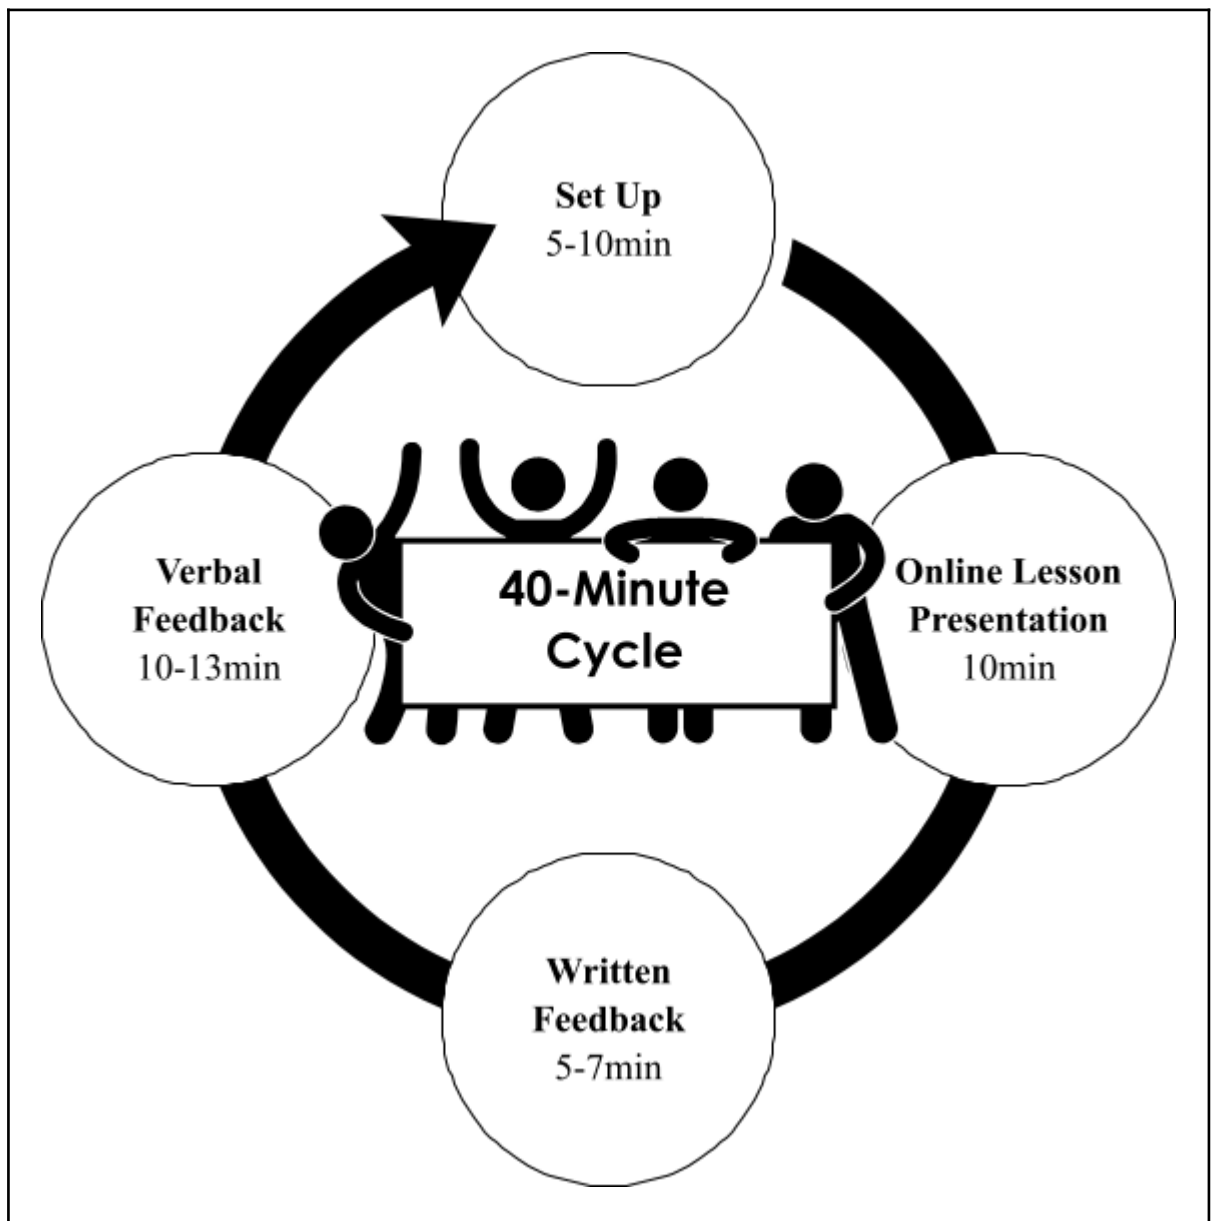 Set Up
5-10min
Online Lesson
Presentation
10min
Written
Feedback
5-7min
Verbal
Feedback
10-13min
40-Minute
Cycle